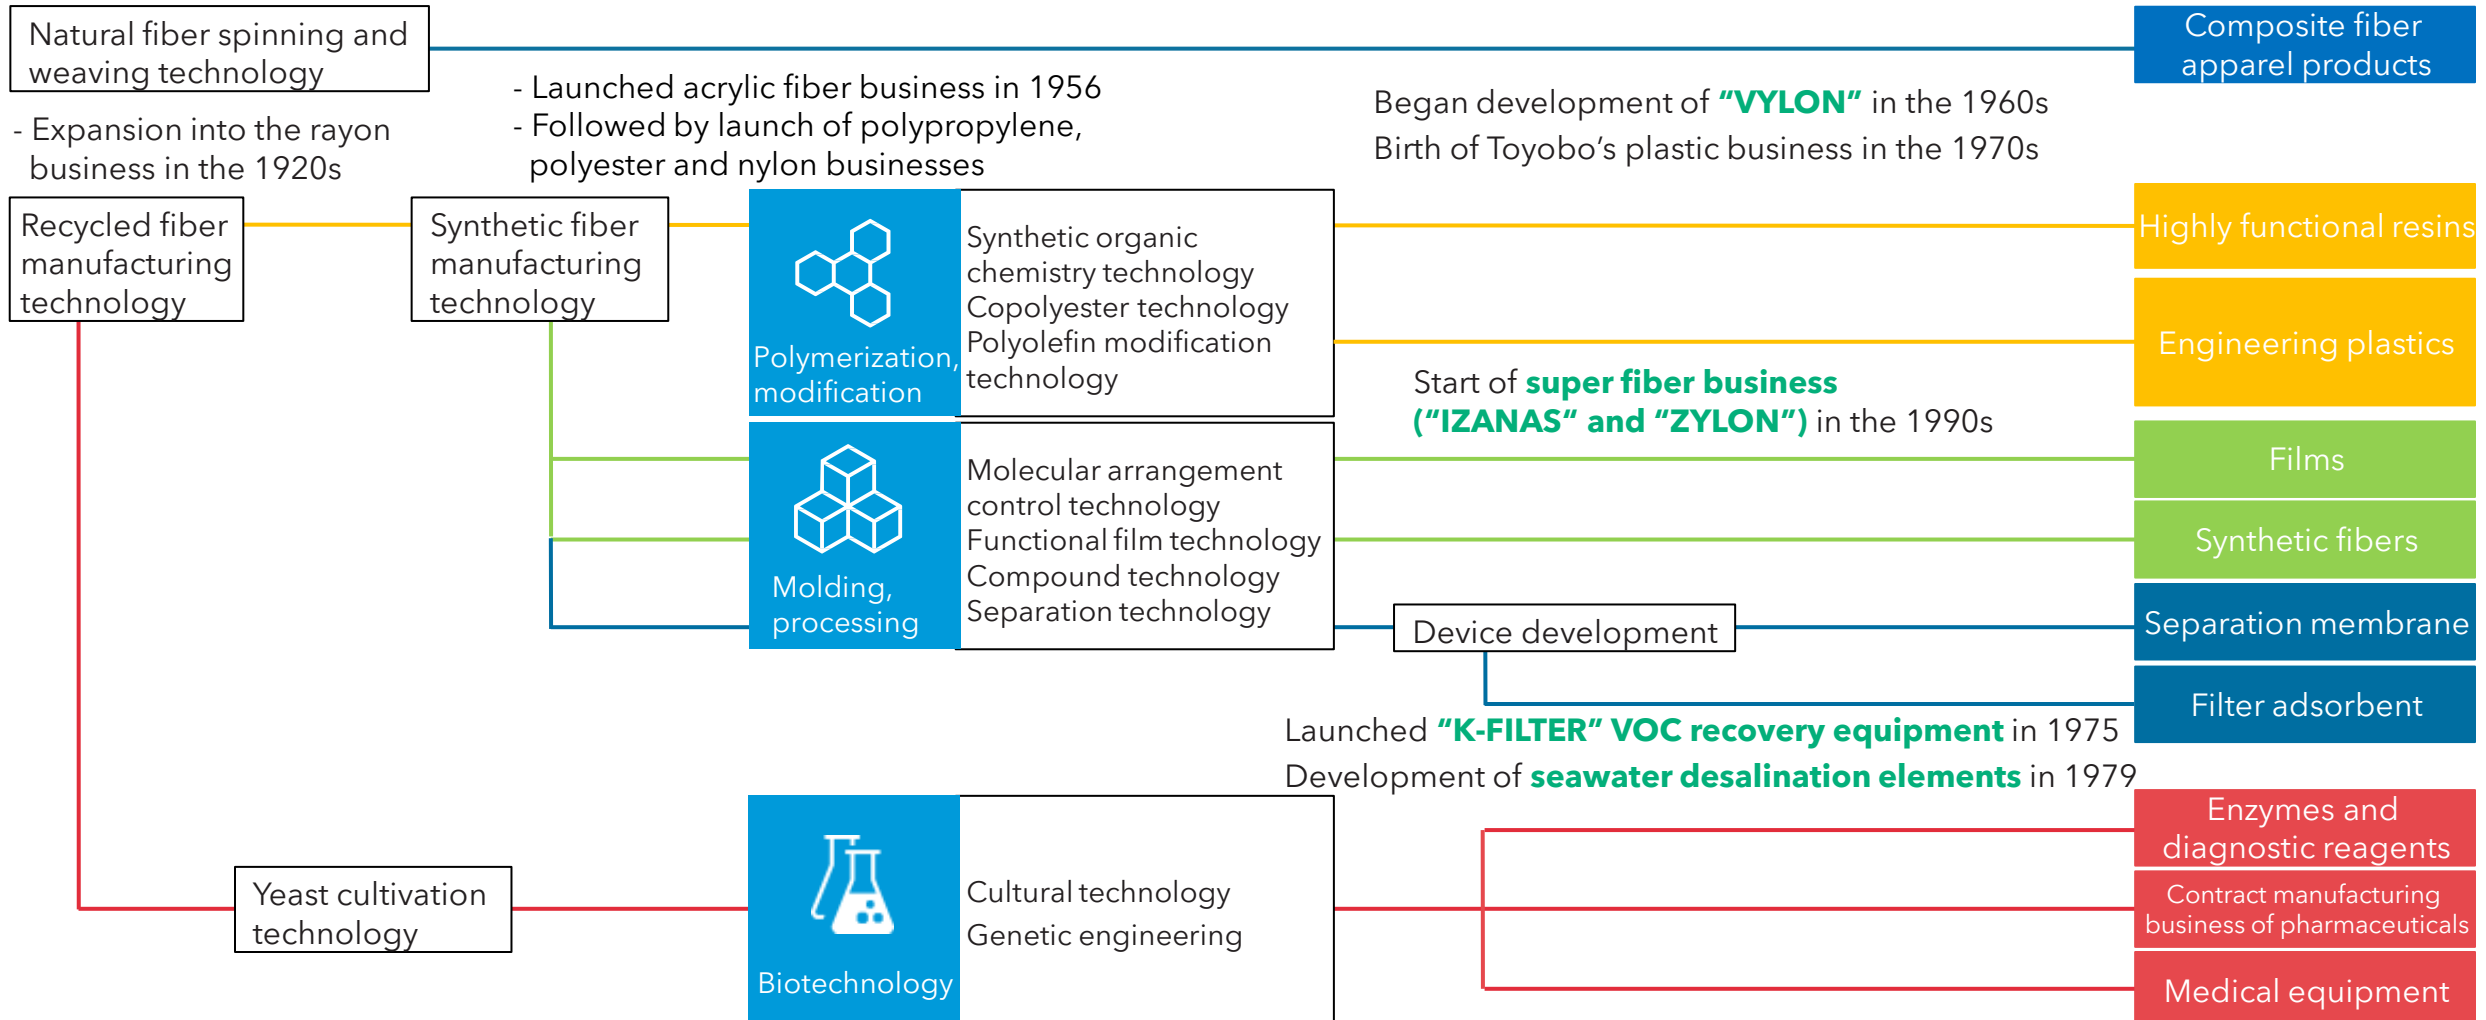 Natural fiber spinning and
weaving technology
Composite fiber
apparel products
- Expansion into the rayon
business in the 1920s
- Launched acrylic fiber business in 1956
- Followed by launch of polypropylene,
polyester and nylon businesses
Began development of “VYLON” in the 1960s
Birth of Toyobo’s plastic business in the 1970s
Recycled fiber
manufacturing
technology
Synthetic fiber
manufacturing
technology
Polymerization,
modification
Synthetic organic
chemistry technology
Copolyester technology
Polyolefin modification
technology
Highly functional resins
Engineering plastics
Start of super fiber business
(“IZANAS” and “ZYLON”) in the 1990s
Molding,
processing
Molecular arrangement
control technology
Functional film technology
Compound technology
Separation technology
Films
Synthetic fibers
Device development
Separation membrane
Filter adsorbent
Launched “K-FILTER” VOC recovery equipment in 1975
Development of seawater desalination elements in 1979
Yeast cultivation
technology
Biotechnology
Cultural technology
Genetic engineering
Enzymes and
diagnostic reagents
Contract manufacturing
business of pharmaceuticals
Medical equipment